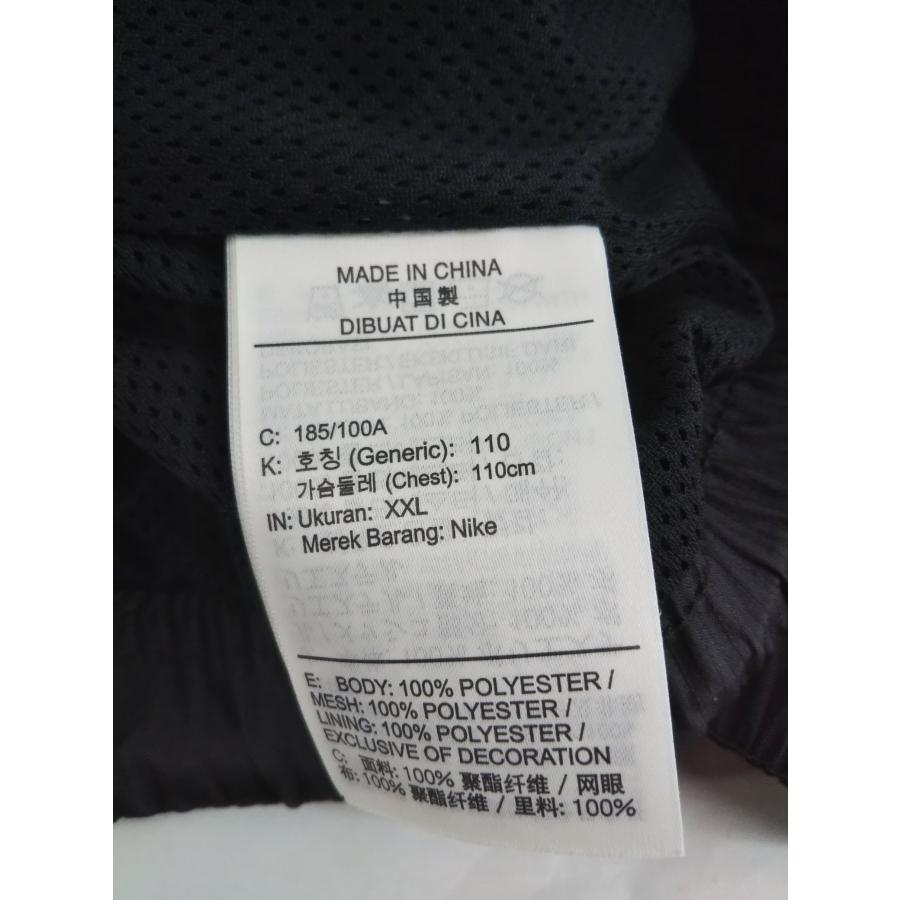 MADE IN CHINA
中国製
DIBUAT DI CINA
C: 185/100A
K: 호칭 (Generic): 110
가슴둘레 (Chest): 110cm
IN: Ukuran: XXL
Merek Barang: Nike
E: BODY: 100% POLYESTER /
MESH: 100% POLYESTER /
LINING: 100% POLYESTER /
EXCLUSIVE OF DECORATION
C: 面料: 100% 聚酯纤维 / 网眼
布: 100% 聚酯纤维 / 里料: 100%